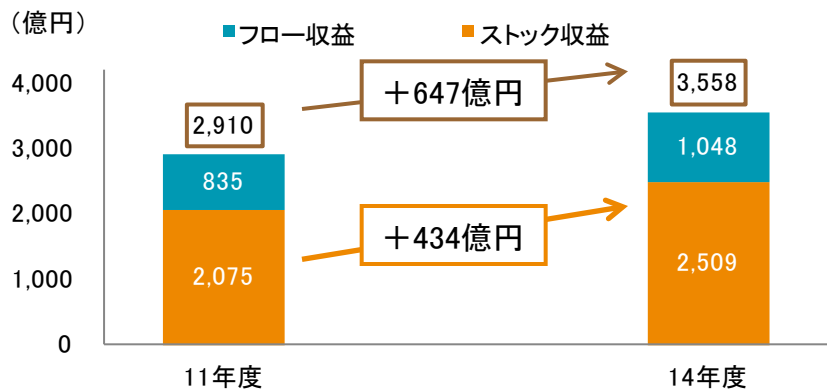 （億円）
■フロー収益 ■ストック収益
4,000
3,000
2,000
1,000
0
2,910
835
2,075
＋647億円
＋434億円
3,558
1,048
2,509
11年度
14年度